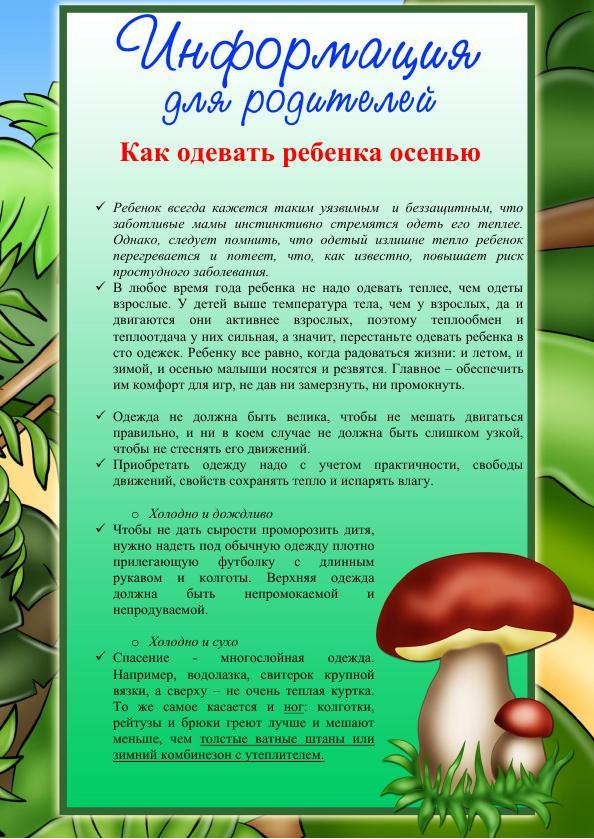 Информация
для родителей
Как одевать ребенка осенью
✓ Ребенок всегда кажется таким уязвимым и беззащитным, что
заботливые мамы инстинктивно стремятся одеть его теплее.
Однако, следует помнить, что одетый излишне тепло ребенок
перегревается и потеет, что, как известно, повышает риск
простудного заболевания.
✓ В любое время года ребенка не надо одевать теплее, чем одеты
взрослые. У детей выше температура тела, чем у взрослых, да и
двигаются они активнее взрослых, поэтому теплообмен и
теплоотдача у них сильная, а значит, перестаньте одевать ребенка в
сто одежек. Ребенку все равно, когда радоваться жизни: и летом, и
зимой, и осенью малыши носятся и резвятся. Главное – обеспечить
им комфорт для игр, не дав ни замерзнуть, ни промокнуть.
✓ Одежда не должна быть велика, чтобы не мешать двигаться
правильно, и ни в коем случае не должна быть слишком узкой,
чтобы не стеснять его движений.
✓ Приобретать одежду надо с учетом практичности, свободы
движений, свойств сохранять тепло и испарять влагу.
o Холодно и дождливо
✓ Чтобы не дать сырости проморозить дитя,
нужно надеть под обычную одежду плотно
прилегающую футболку с длинным
рукавом и колготы. Верхняя одежда
должна быть непромокаемой и
непродуваемой.
o Холодно и сухо
✓ Спасение - многослойная одежда.
Например, водолазка, свитерок крупной
вязки, а сверху – не очень теплая куртка.
То же самое касается и ног: колготки,
рейтузы и брюки греют лучше и мешают
меньше, чем толстые ватные штаны или
зимний комбинезон с утеплителем.